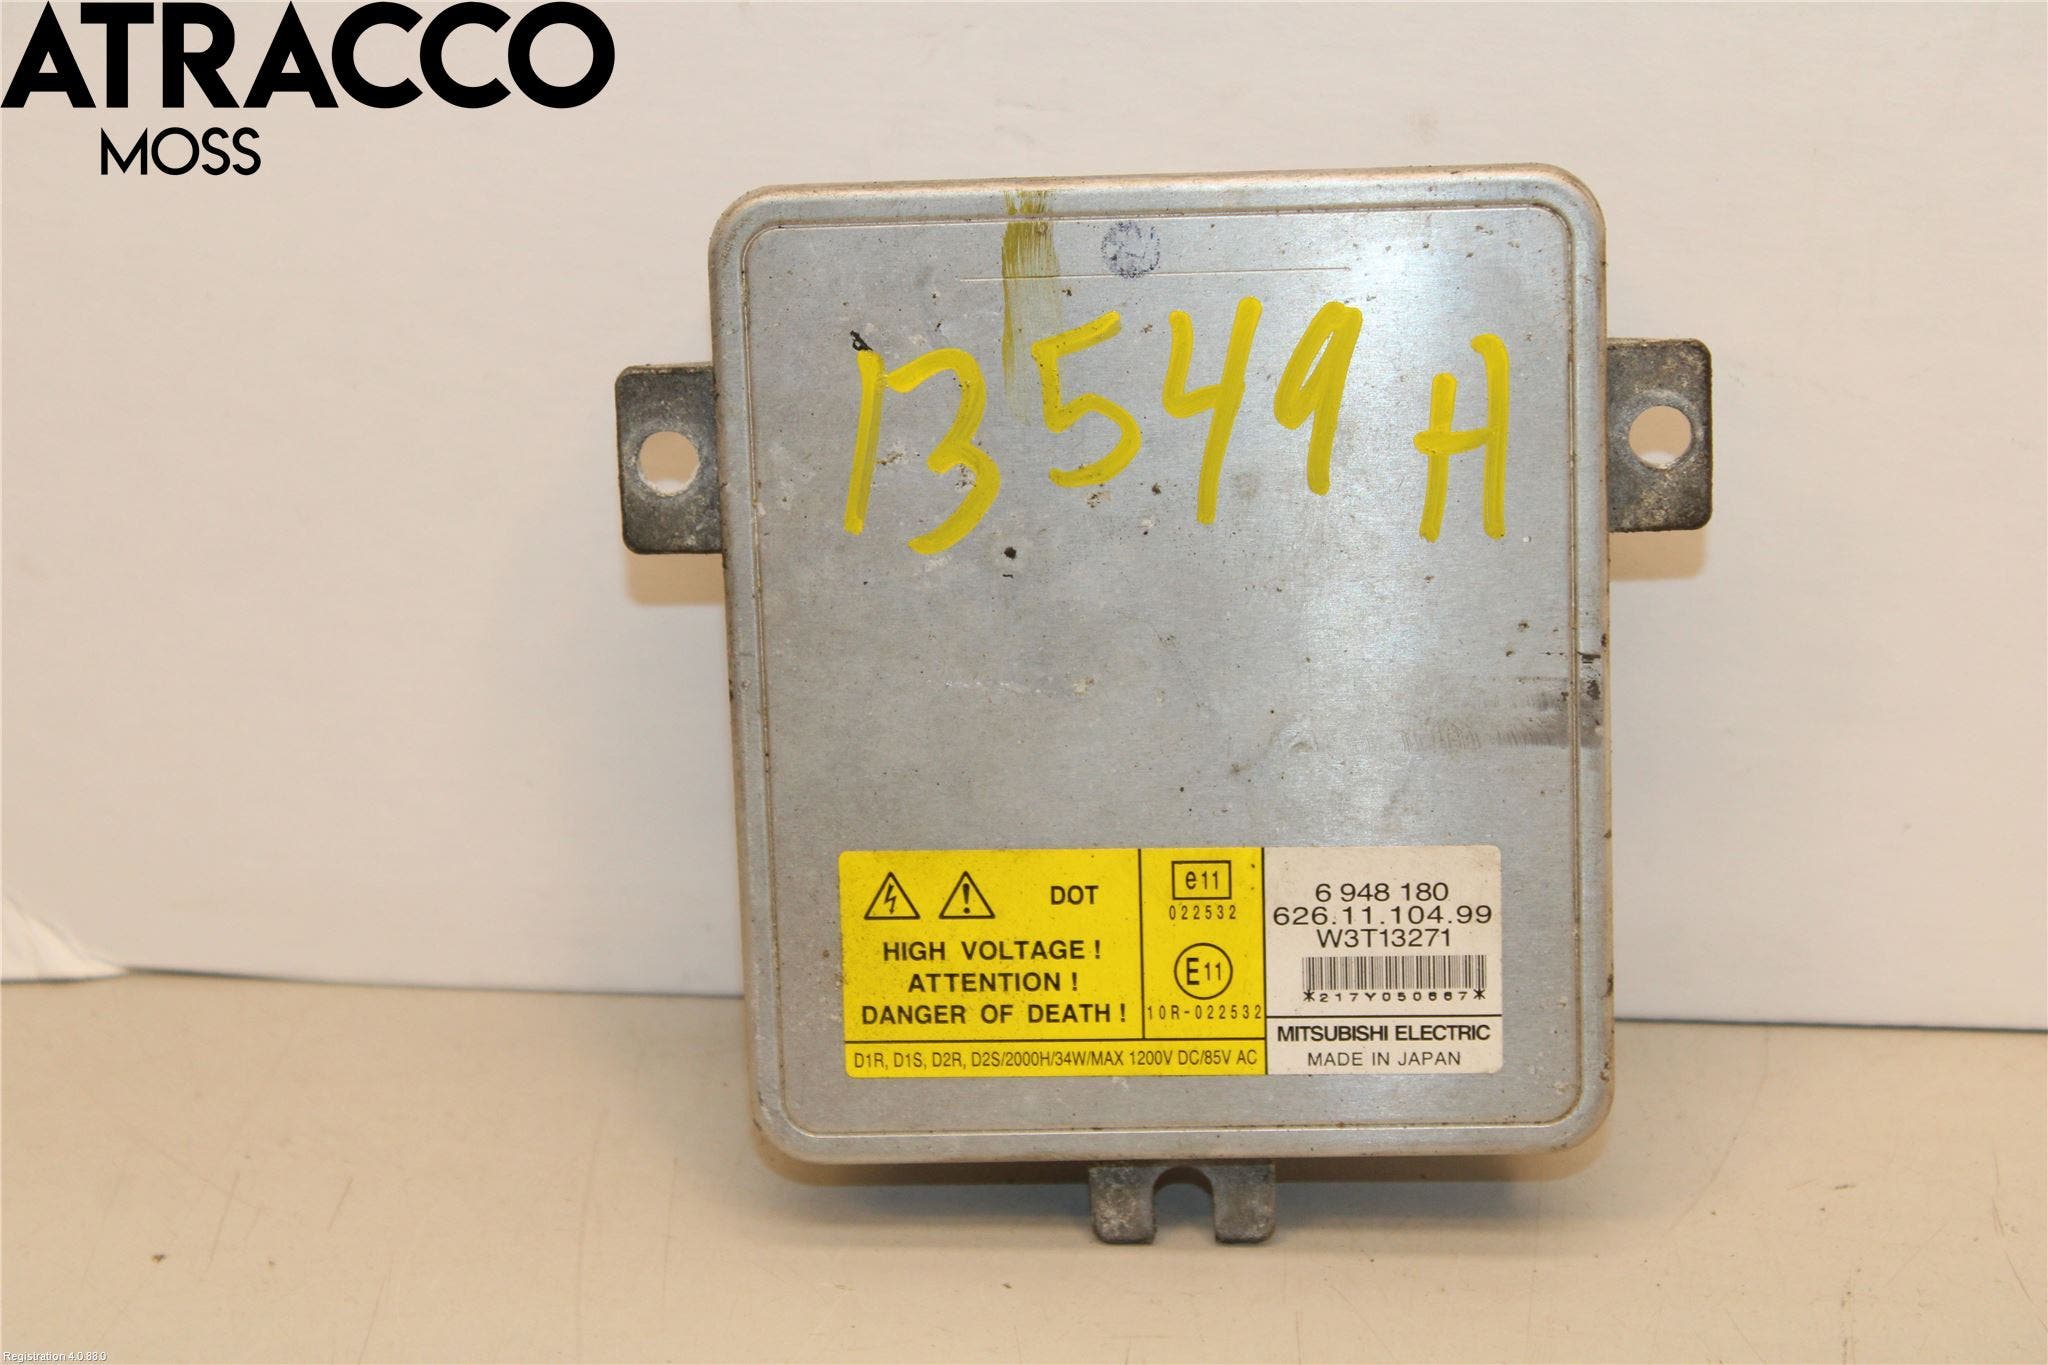 ATRACCO
MOSS
13549 H
DOT
HIGH VOLTAGE !
ATTENTION !
DANGER OF DEATH !
e11
022532
E11
10R-022532
D1R, D1S, D2R, D2S/2000H/34W/MAX 1200V DC/85V AC
6 948 180
626.11.104.99
W3T13271
*217Y050667*
MITSUBISHI ELECTRIC
MADE IN JAPAN
Registration 4.0.88.0